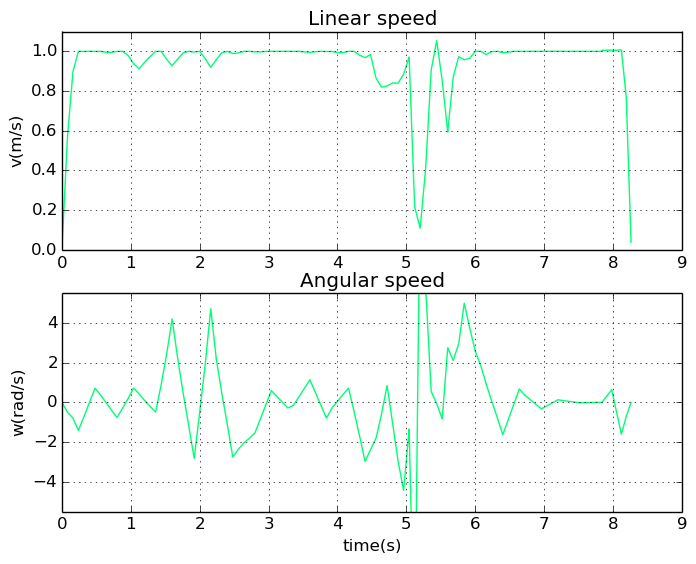 Linear speed
1.0
0.8
0.6
0.4
0.2
0.0
v(m/s)
0 1 2 3 4 5 6 7 8 9
Angular speed
4
2
0
−2
−4
w(rad/s)
0 1 2 3 4 5 6 7 8 9
time(s)